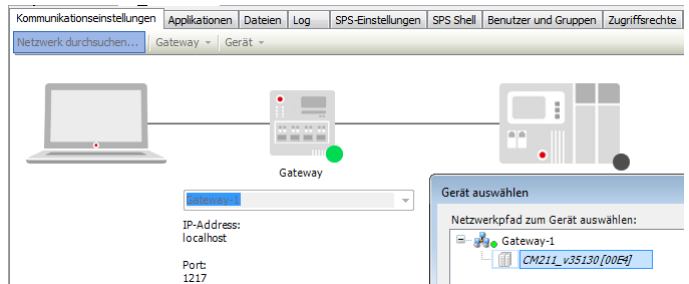 Kommunikationseinstellungen Applikationen Dateien Log SPS-Einstellungen SPS Shell Benutzer und Gruppen Zugriffsrechte
Netzwerk durchsuchen... Gateway Gerät
Gateway
Gateway-1
IP-Address:
localhost
Port:
1217
Gerät auswählen
Netzwerkpfad zum Gerät auswählen:
Gateway-1
CM211_v35130 [00E4]